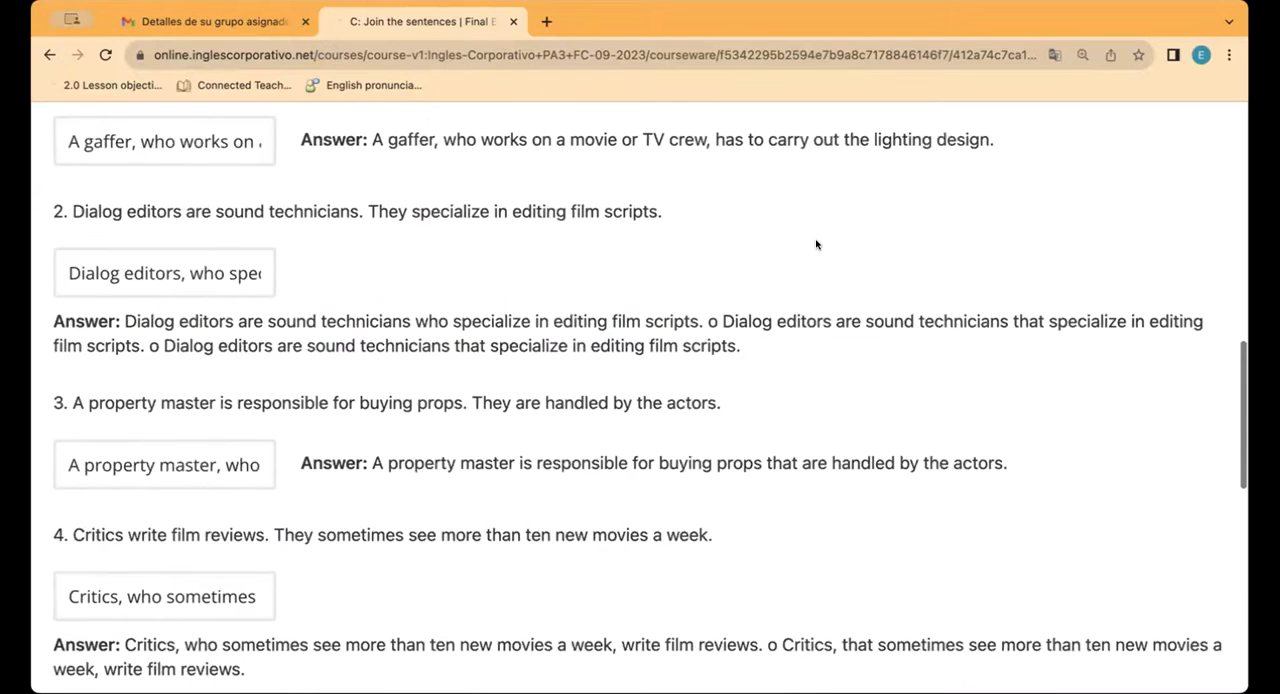 Detalles de su grupo asignad
C: Join the sentences | Final E
online.inglescorporativo.net/courses/course-v1:Ingles-Corporativo+PA3+FC-09-2023/courseware/f5342295b2594e7b9a8c7178846146f7/412a74c7ca1...
E
2.0 Lesson objecti...
Connected Teach...
English pronuncia...
A gaffer, who works on
Answer: A gaffer, who works on a movie or TV crew, has to carry out the lighting design.
2. Dialog editors are sound technicians. They specialize in editing film scripts.
Dialog editors, who spec
Answer: Dialog editors are sound technicians who specialize in editing film scripts. o Dialog editors are sound technicians that specialize in editing
film scripts. o Dialog editors are sound technicians that specialize in editing film scripts.
3. A property master is responsible for buying props. They are handled by the actors.
A property master, who
Answer: A property master is responsible for buying props that are handled by the actors.
4. Critics write film reviews. They sometimes see more than ten new movies a week.
Critics, who sometimes
Answer: Critics, who sometimes see more than ten new movies a week, write film reviews. o Critics, that sometimes see more than ten new movies a
week, write film reviews.